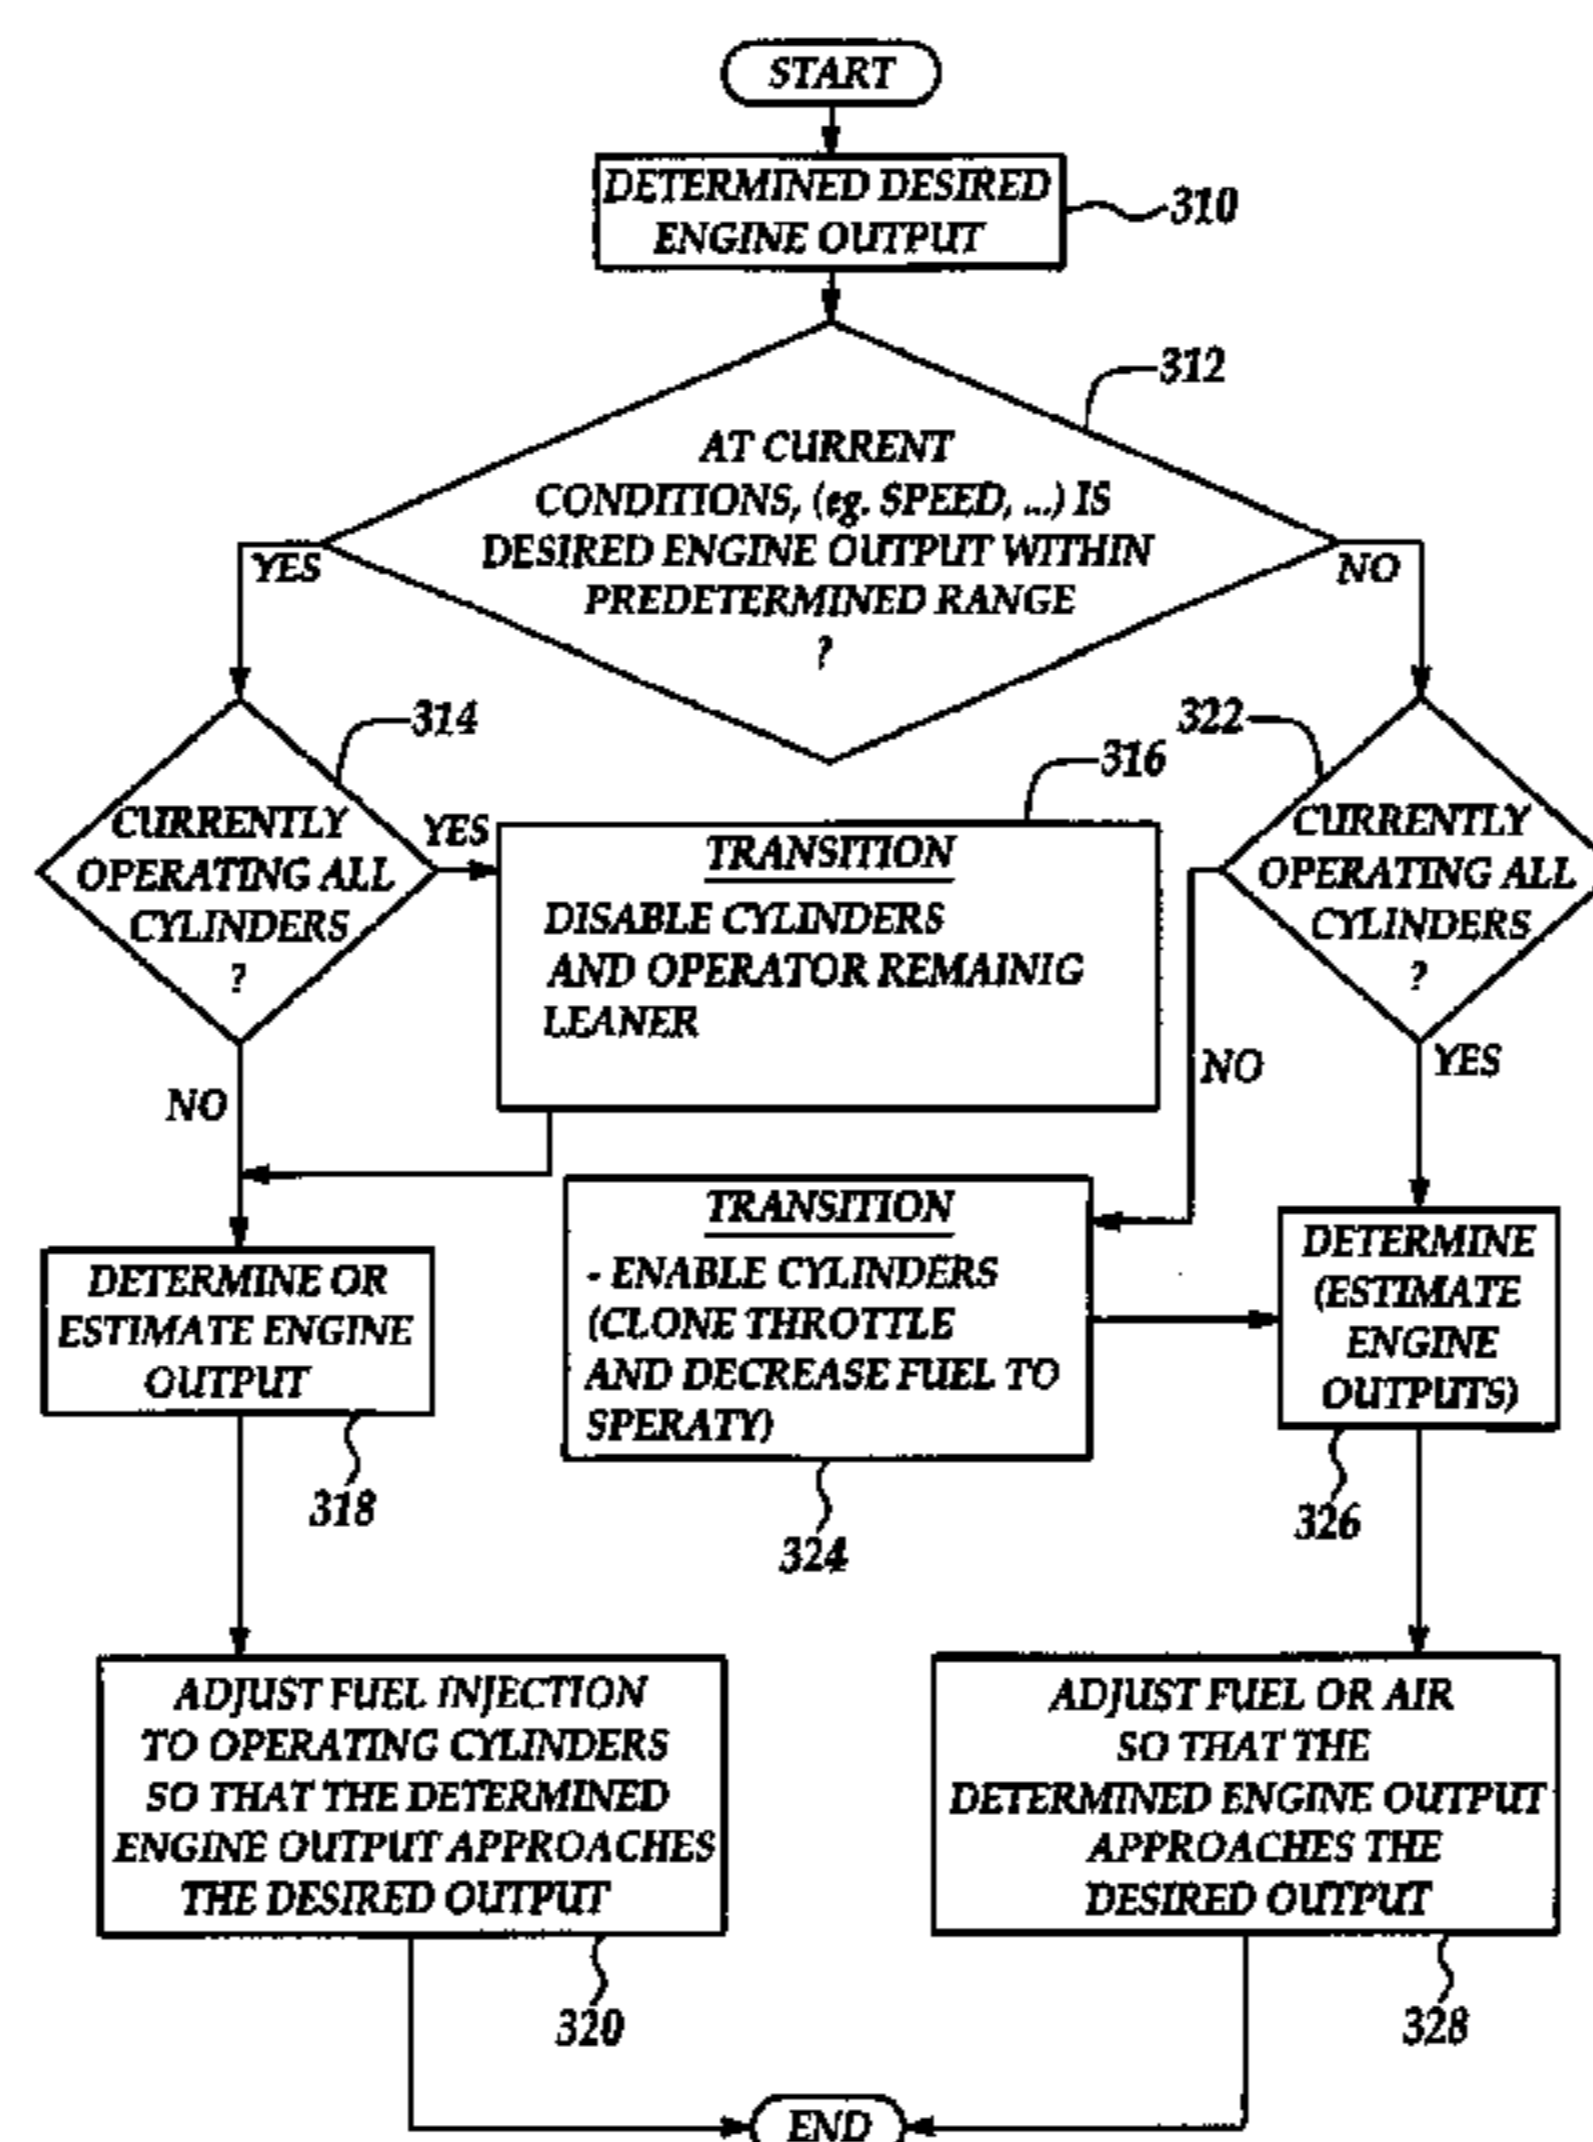 START
DETERMINED DESIRED
ENGINE OUTPUT
310
312
AT CURRENT
CONDITIONS, (eg. SPEED, ...) IS
DESIRED ENGINE OUTPUT WITHIN
PREDETERMINED RANGE
?
YES
NO
314
CURRENTLY
OPERATING ALL
CYLINDERS
?
YES
NO
316
TRANSITION
DISABLE CYLINDERS
AND OPERATOR REMAINIG
LEANER
322
CURRENTLY
OPERATING ALL
CYLINDERS
?
NO
YES
TRANSITION
- ENABLE CYLINDERS
(CLONE THROTTLE
AND DECREASE FUEL TO
SPERATY)
324
DETERMINE OR
ESTIMATE ENGINE
OUTPUT
318
DETERMINE
(ESTIMATE
ENGINE
OUTPUTS)
326
ADJUST FUEL INJECTION
TO OPERATING CYLINDERS
SO THAT THE DETERMINED
ENGINE OUTPUT APPROACHES
THE DESIRED OUTPUT
320
ADJUST FUEL OR AIR
SO THAT THE
DETERMINED ENGINE OUTPUT
APPROACHES THE
DESIRED OUTPUT
328
END